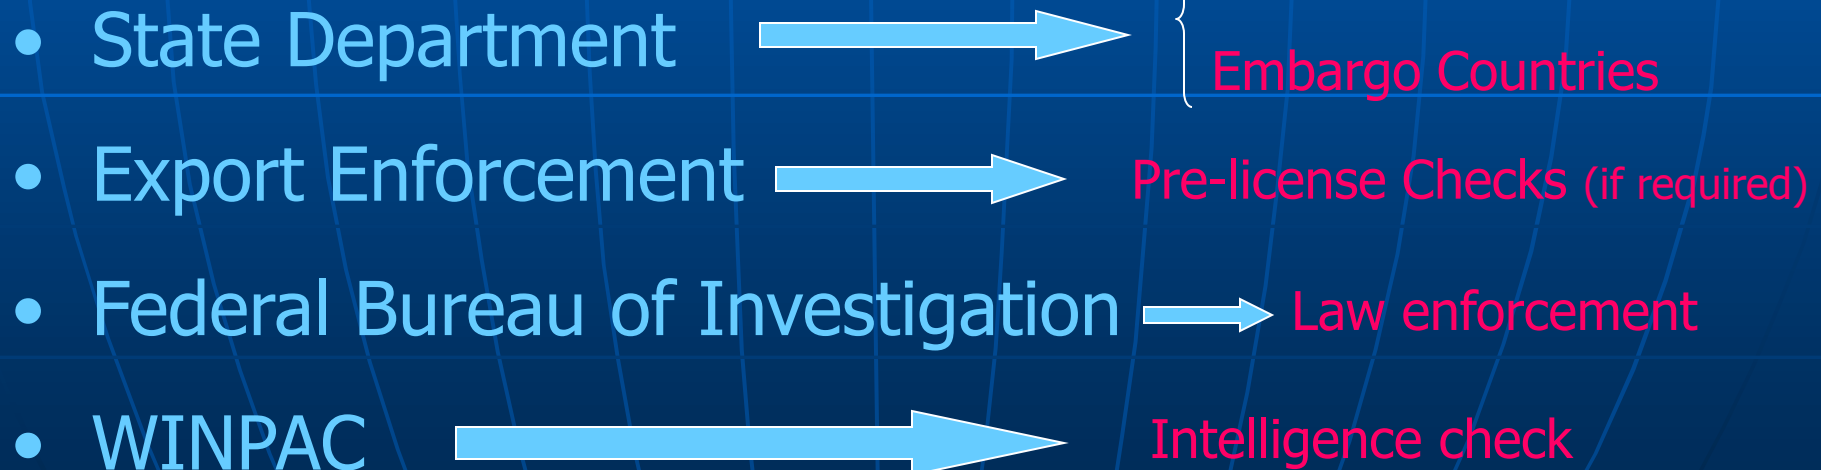 State Department Embargo Countries
Export Enforcement Pre-license Checks (if required)
Federal Bureau of Investigation Law enforcement
WINPAC Intelligence check